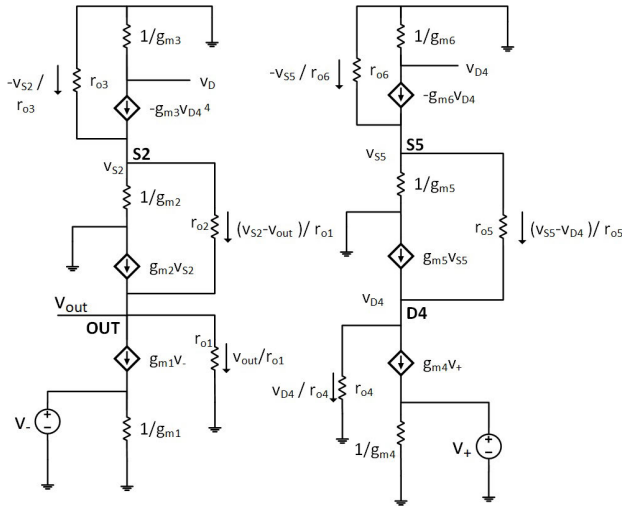 1/gm3
-vS2 /
ro3
ro3
vD
-gm3vD4 4
S2
vS2
1/gm2
ro2
(vS2-vout )/ ro1
gm2vS2
Vout
OUT
ro1
gm1v-
vout/ro1
V-
1/gm1
1/gm6
-vS5 / ro6
ro6
vD4
-gm6vD4
S5
vS5
1/gm5
ro5
(vS5-vD4 )/ ro5
gm5vS5
vD4
D4
gm4v+
vD4 / ro4
ro4
1/gm4
V+